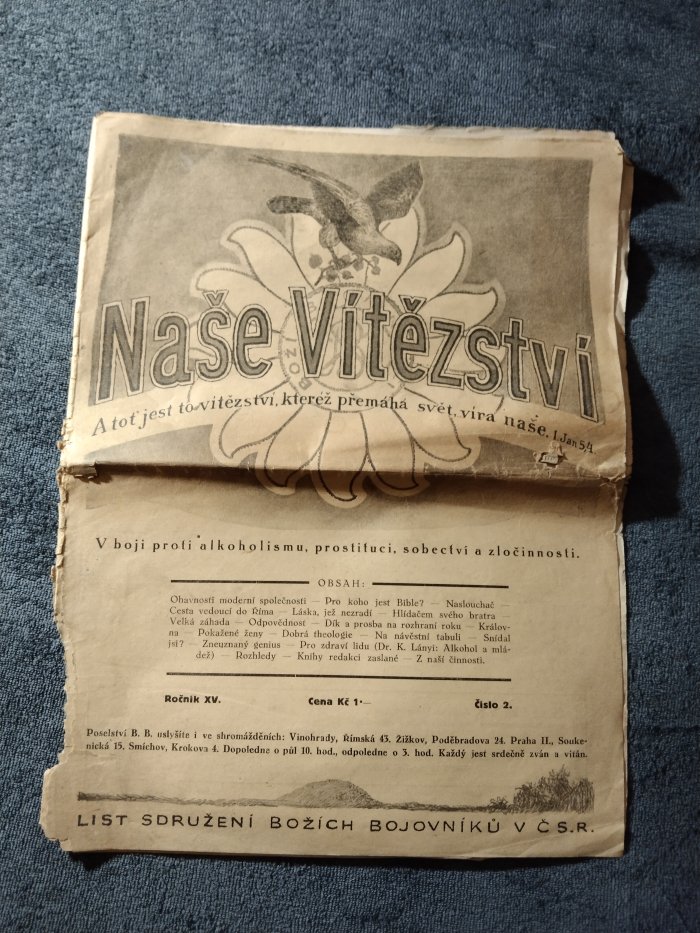 Naše Vítězství
A toť jest to vítězství, kteréž přemáhá svět, víra naše. I Jan 5,4.
V boji proti alkoholismu, prostituci, sobectví a zločinnosti.
OBSAH:
Ohavnosti moderní společnosti — Pro koho jest Bible? — Naslouchač —
Cesta vedoucí do Říma — Láska, jež nezradí — Hlídačem svého bratra —
Velká záhada — Odpovědnost — Dík a prosba na rozhraní roku — Králov-
na — Pokažené ženy — Dobrá theologie — Na návěstní tabuli — Snídal
jsi? — Zneuznaný genius — Pro zdraví lidu (Dr. K. Lányi: Alkohol a mlá-
dež) — Rozhledy — Knihy redakci zaslané — Z naší činnosti.
Ročník XV.
Cena Kč 1·—
Číslo 2.
Poselství B. B. uslyšíte i ve shromážděních: Vinohrady, Římská 43. Žižkov, Poděbradova 24. Praha II., Souke-
nická 15. Smíchov, Krokova 4. Dopoledne o půl 10. hod., odpoledne o 3. hod. Každý jest srdečně zván a vítán.
LIST SDRUŽENÍ BOŽÍCH BOJOVNÍKŮ V Č.S.R.